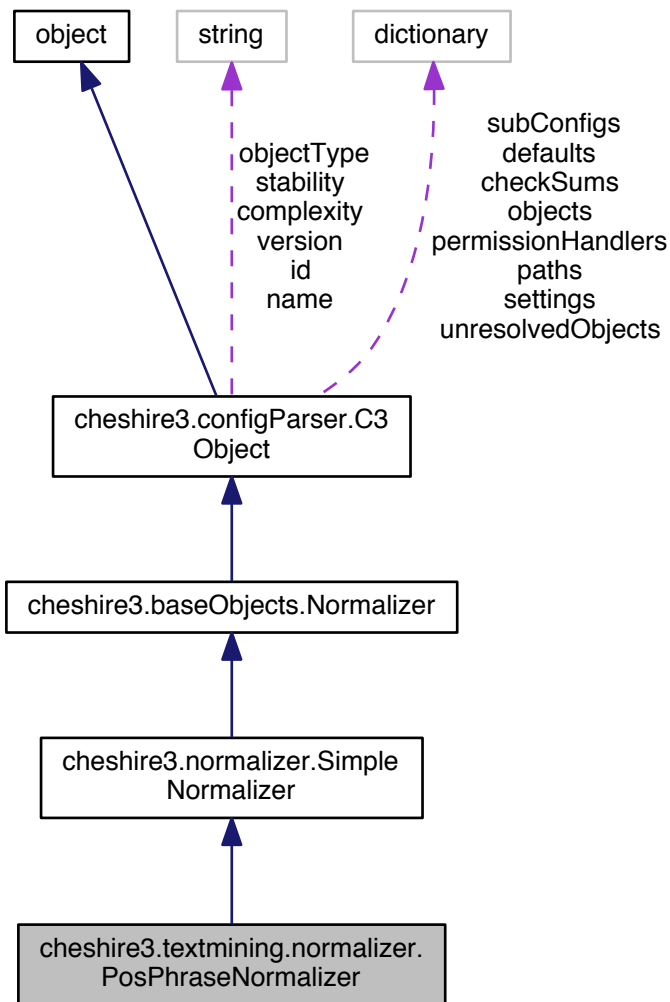 object
string
dictionary
objectType
stability
complexity
version
id
name
subConfigs
defaults
checkSums
objects
permissionHandlers
paths
settings
unresolvedObjects
cheshire3.configParser.C3
Object
cheshire3.baseObjects.Normalizer
cheshire3.normalizer.Simple
Normalizer
cheshire3.textmining.normalizer.
PosPhraseNormalizer